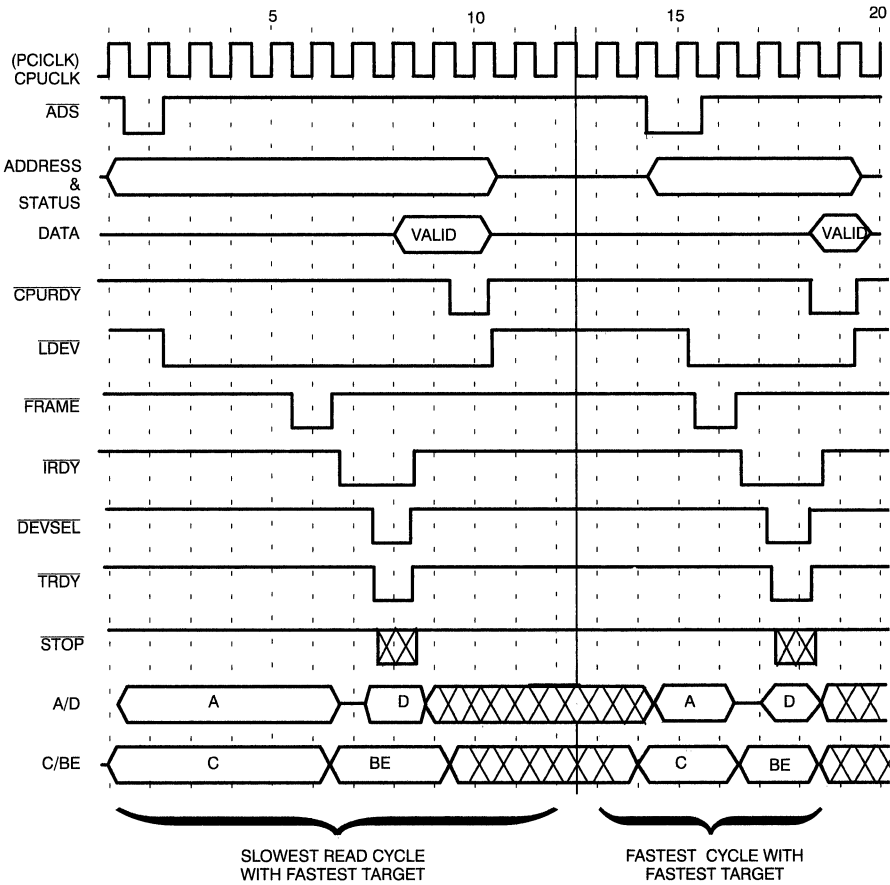 5 10 15 20
(PCICLK)
CPUCLK
ADS
ADDRESS
&
STATUS
DATA VALID VALID
CPURDY
LDEV
FRAME
IRDY
DEVSEL
TRDY
STOP
A/D A D A D
C/BE C BE C BE
SLOWEST READ CYCLE
WITH FASTEST TARGET
FASTEST CYCLE WITH
FASTEST TARGET